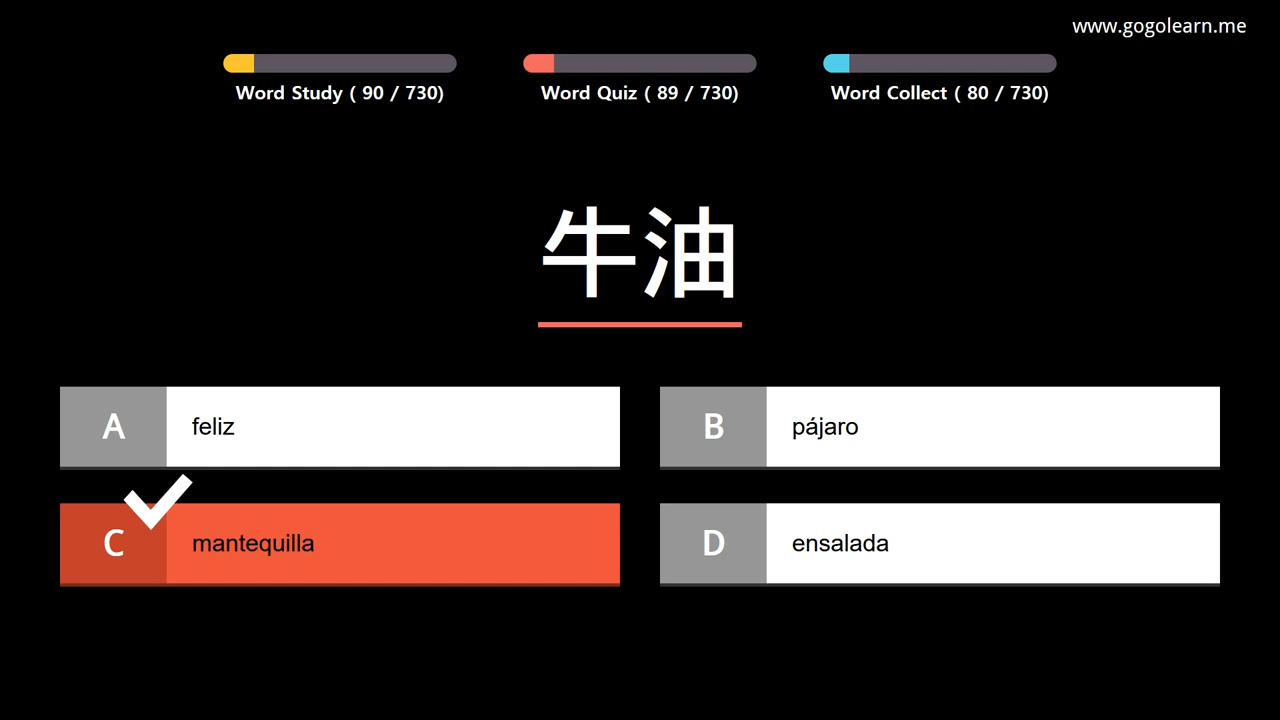 www.gogolearn.me
Word Study ( 90 / 730)
Word Quiz ( 89 / 730)
Word Collect ( 80 / 730)
牛油
A feliz
B pájaro
C mantequilla
D ensalada